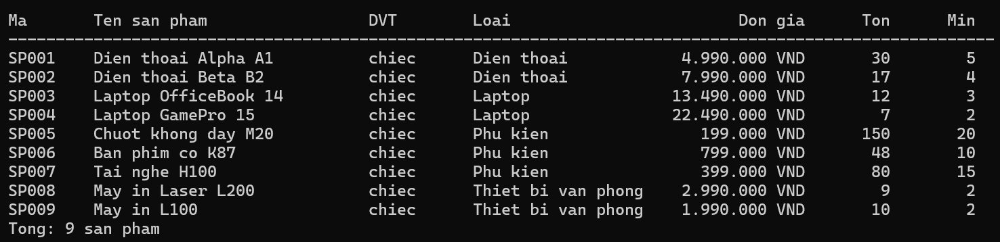 Ma Ten san pham DVT Loai Don gia Ton Min
--------------------------------------------------------------------------------------------------------
SP001 Dien thoai Alpha A1 chiec Dien thoai 4.990.000 VND 30 5
SP002 Dien thoai Beta B2 chiec Dien thoai 7.990.000 VND 17 4
SP003 Laptop OfficeBook 14 chiec Laptop 13.490.000 VND 12 3
SP004 Laptop GamePro 15 chiec Laptop 22.490.000 VND 7 2
SP005 Chuot khong day M20 chiec Phu kien 199.000 VND 150 20
SP006 Ban phim co K87 chiec Phu kien 799.000 VND 48 10
SP007 Tai nghe H100 chiec Phu kien 399.000 VND 80 15
SP008 May in Laser L200 chiec Thiet bi van phong 2.990.000 VND 9 2
SP009 May in L100 chiec Thiet bi van phong 1.990.000 VND 10 2
Tong: 9 san pham